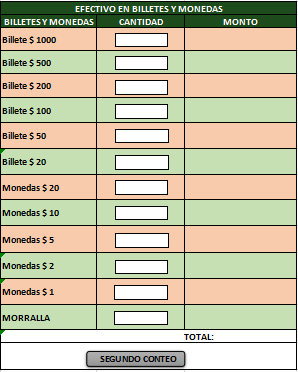 EFECTIVO EN BILLETES Y MONEDAS
BILLETES Y MONEDAS CANTIDAD MONTO
Billete $ 1000
Billete $ 500
Billete $ 200
Billete $ 100
Billete $ 50
Billete $ 20
Monedas $ 20
Monedas $ 10
Monedas $ 5
Monedas $ 2
Monedas $ 1
MORRALLA
TOTAL:
SEGUNDO CONTEO